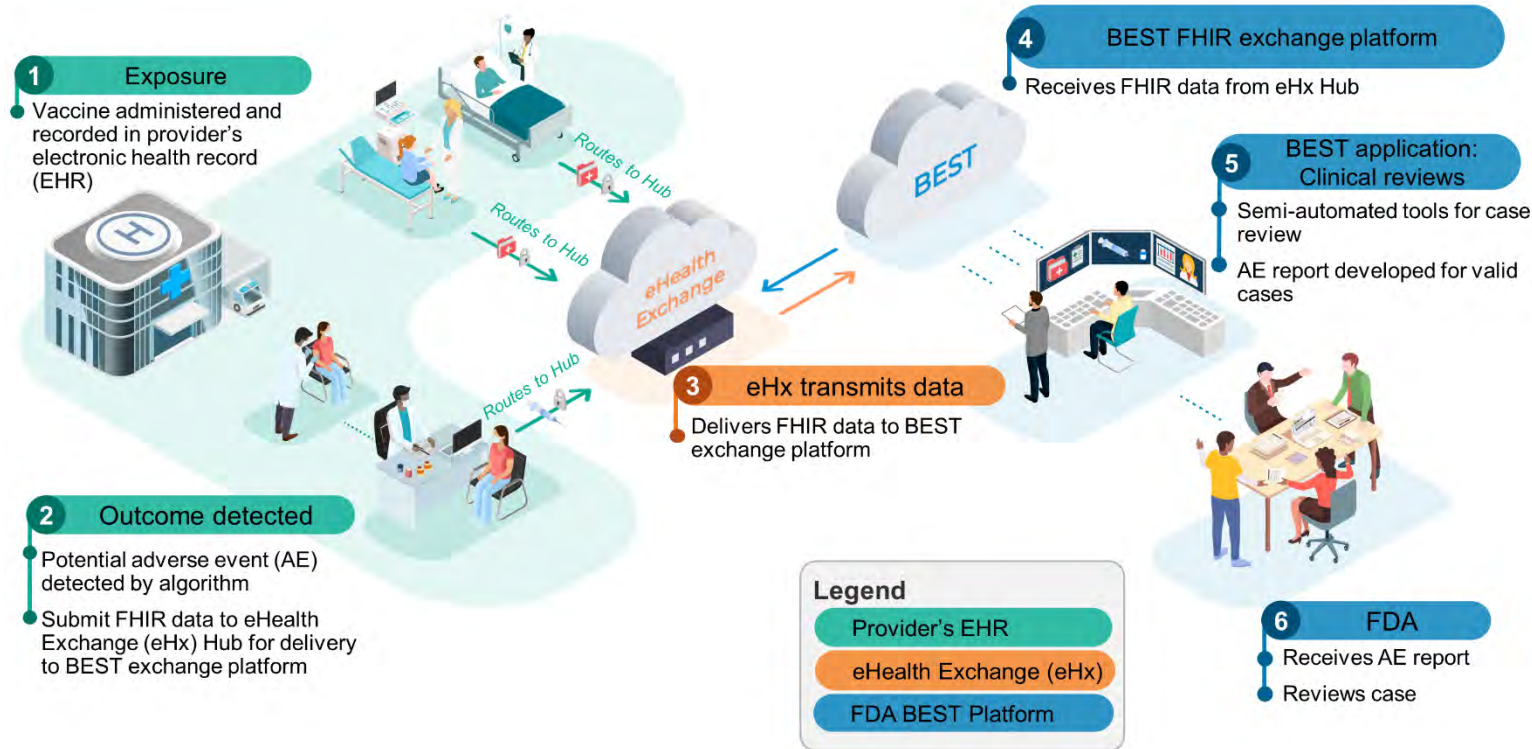 1 Exposure
Vaccine administered and
recorded in provider's
electronic health record
(EHR)
H
Routes to Hub
Routes to Hub
Routes to Hub
eHealth
Exchange
BEST
2 Outcome detected
Potential adverse event (AE)
detected by algorithm
Submit FHIR data to eHealth
Exchange (eHx) Hub for delivery
to BEST exchange platform
3 eHx transmits data
Delivers FHIR data to BEST
exchange platform
4 BEST FHIR exchange platform
Receives FHIR data from eHx Hub
5 BEST application:
Clinical reviews
Semi-automated tools for case
review
AE report developed for valid
cases
6 FDA
Receives AE report
Reviews case
Legend
Provider's EHR
eHealth Exchange (eHx)
FDA BEST Platform